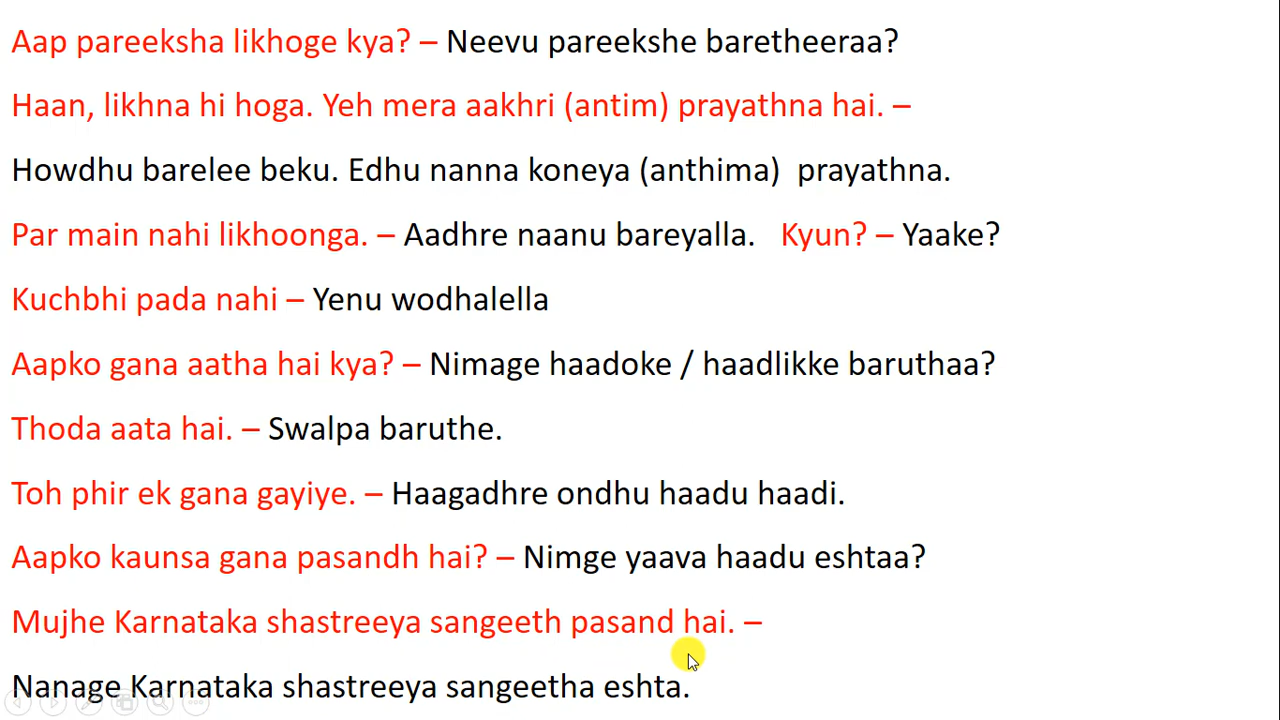 Aap pareeksha likhoge kya? – Neevu pareekshe baretheeraa?
Haan, likhna hi hoga. Yeh mera aakhri (antim) prayathna hai. –
Howdhu barelee beku. Edhu nanna koneya (anthima) prayathna.
Par main nahi likhoonga. – Aadhre naanu bareyalla. Kyun? – Yaake?
Kuchbhi pada nahi – Yenu wodhalella
Aapko gana aatha hai kya? – Nimage haadoke / haadlikke baruthaa?
Thoda aata hai. – Swalpa baruthe.
Toh phir ek gana gayiye. – Haagadhre ondhu haadu haadi.
Aapko kaunsa gana pasandh hai? – Nimge yaava haadu eshtaa?
Mujhe Karnataka shastreeya sangeeth pasand hai. –
Nanage Karnataka shastreeya sangeetha eshta.